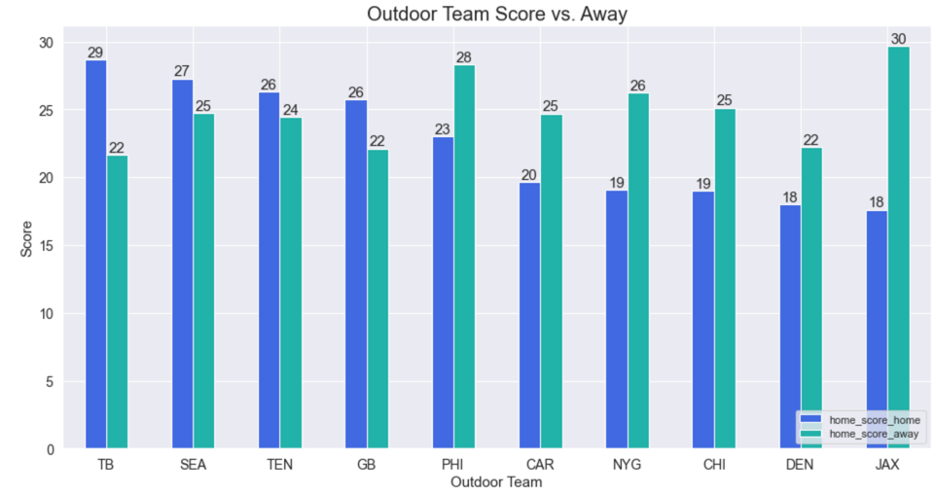 Outdoor Team Score vs. Away
30
25
20
15
10
5
0
Score
29 22
27 25
26 24
26 22
23 28
20 25
19 26
19 25
18 22
18 30
home_score_home
home_score_away
TB SEA TEN GB PHI CAR NYG CHI DEN JAX
Outdoor Team